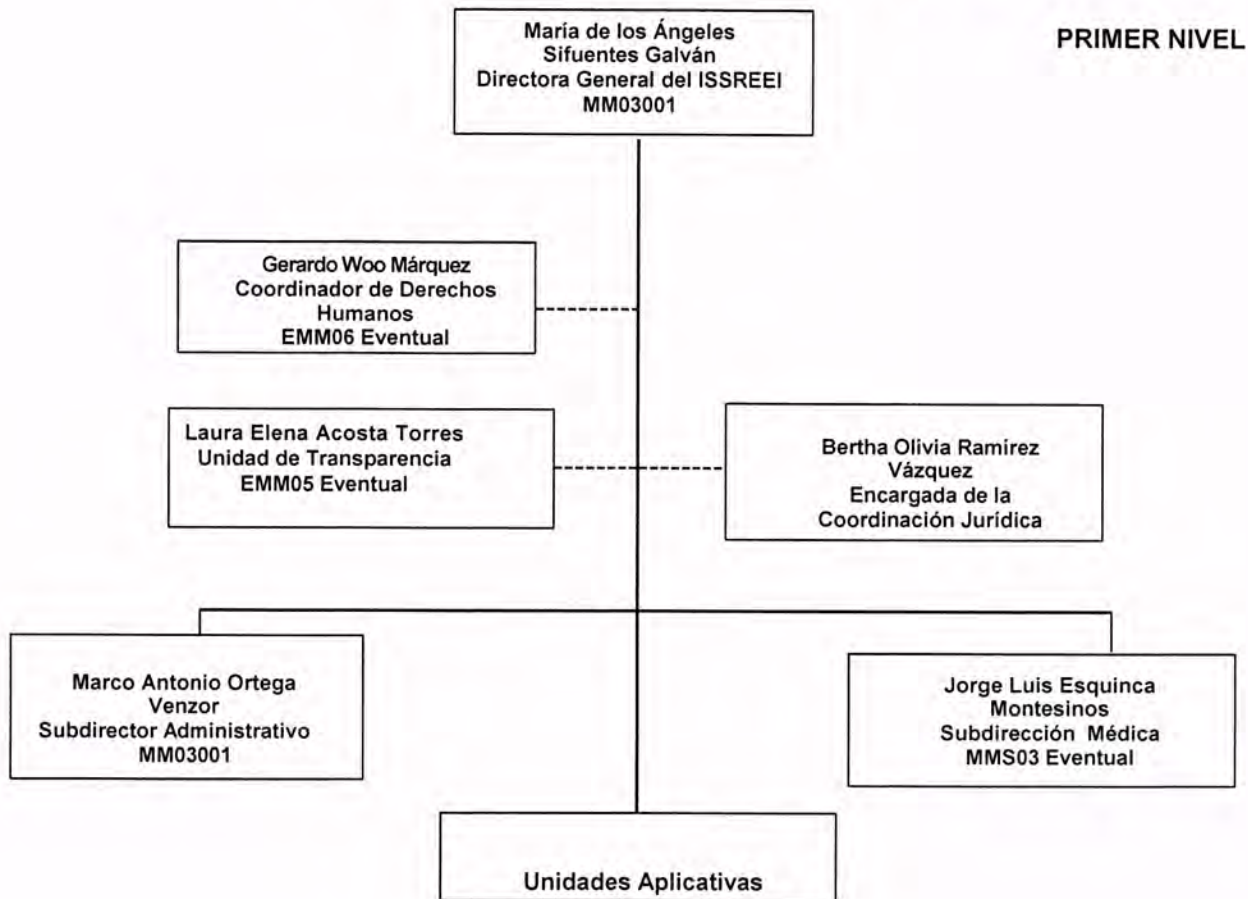 PRIMER NIVEL
María de los Ángeles
Sifuentes Galván
Directora General del ISSREEI
MM03001
Gerardo Woo Márquez
Coordinador de Derechos
Humanos
EMM06 Eventual
Laura Elena Acosta Torres
Unidad de Transparencia
EMM05 Eventual
Bertha Olivia Ramírez
Vázquez
Encargada de la
Coordinación Jurídica
Marco Antonio Ortega
Venzor
Subdirector Administrativo
MM03001
Jorge Luis Esquinca
Montesinos
Subdirección Médica
MMS03 Eventual
Unidades Aplicativas